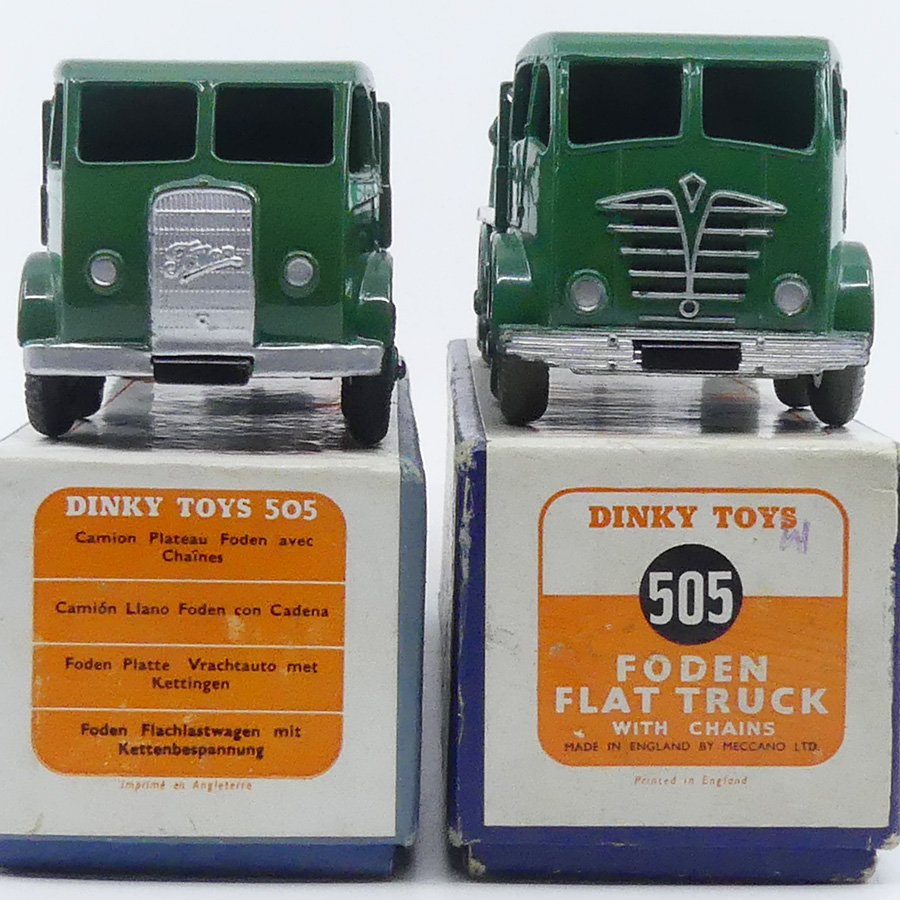 Foden
DINKY TOYS 505
Camion Plateau Foden avec
Chaînes
Camión Llano Foden con Cadena
Foden Platte Vrachtauto met
Kettingen
Foden Flachlastwagen mit
Kettenbespannung
Imprimé en Angleterre
DINKY TOYS
505
FODEN
FLAT TRUCK
WITH CHAINS
MADE IN ENGLAND BY MECCANO LTD.
Printed in England